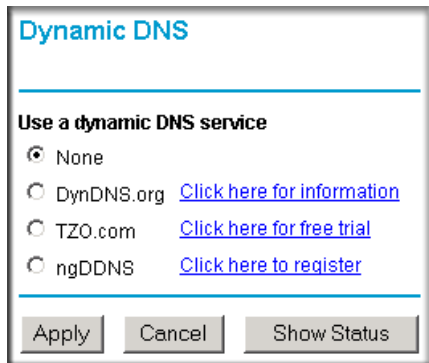 Dynamic DNS
Use a dynamic DNS service
None
DynDNS.org Click here for information
TZO.com Click here for free trial
ngDDNS Click here to register
Apply Cancel Show Status